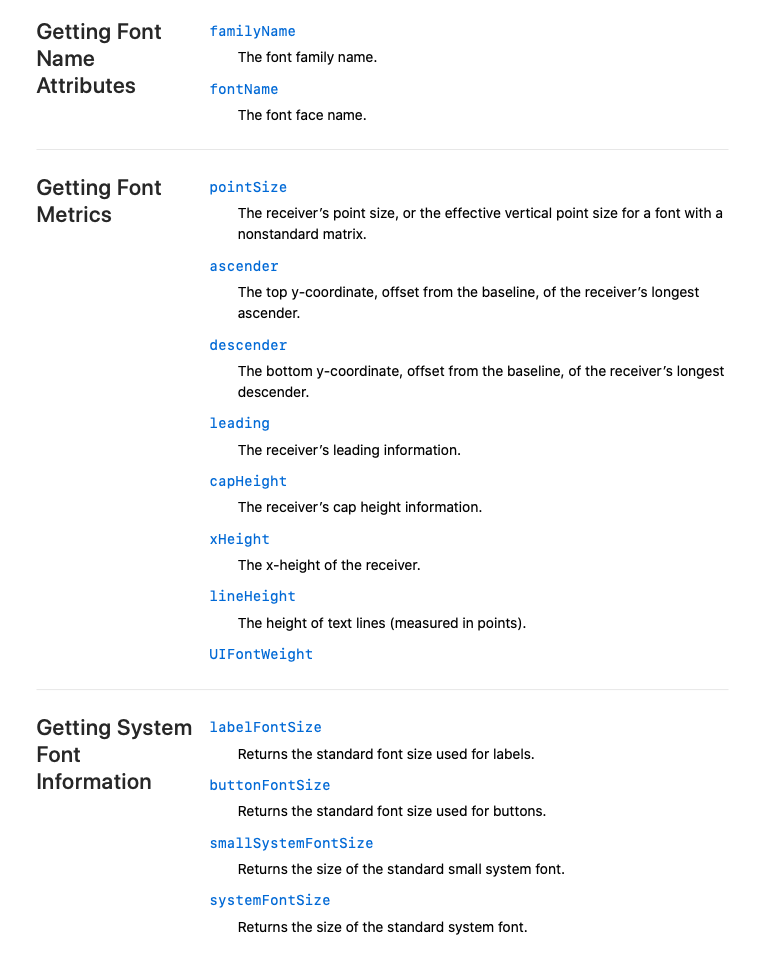 Getting Font
Name
Attributes
familyName
The font family name.
fontName
The font face name.
Getting Font
Metrics
pointSize
The receiver’s point size, or the effective vertical point size for a font with a
nonstandard matrix.
ascender
The top y-coordinate, offset from the baseline, of the receiver’s longest
ascender.
descender
The bottom y-coordinate, offset from the baseline, of the receiver’s longest
descender.
leading
The receiver’s leading information.
capHeight
The receiver’s cap height information.
xHeight
The x-height of the receiver.
lineHeight
The height of text lines (measured in points).
UIFontWeight
Getting System
Font
Information
labelFontSize
Returns the standard font size used for labels.
buttonFontSize
Returns the standard font size used for buttons.
smallSystemFontSize
Returns the size of the standard small system font.
systemFontSize
Returns the size of the standard system font.